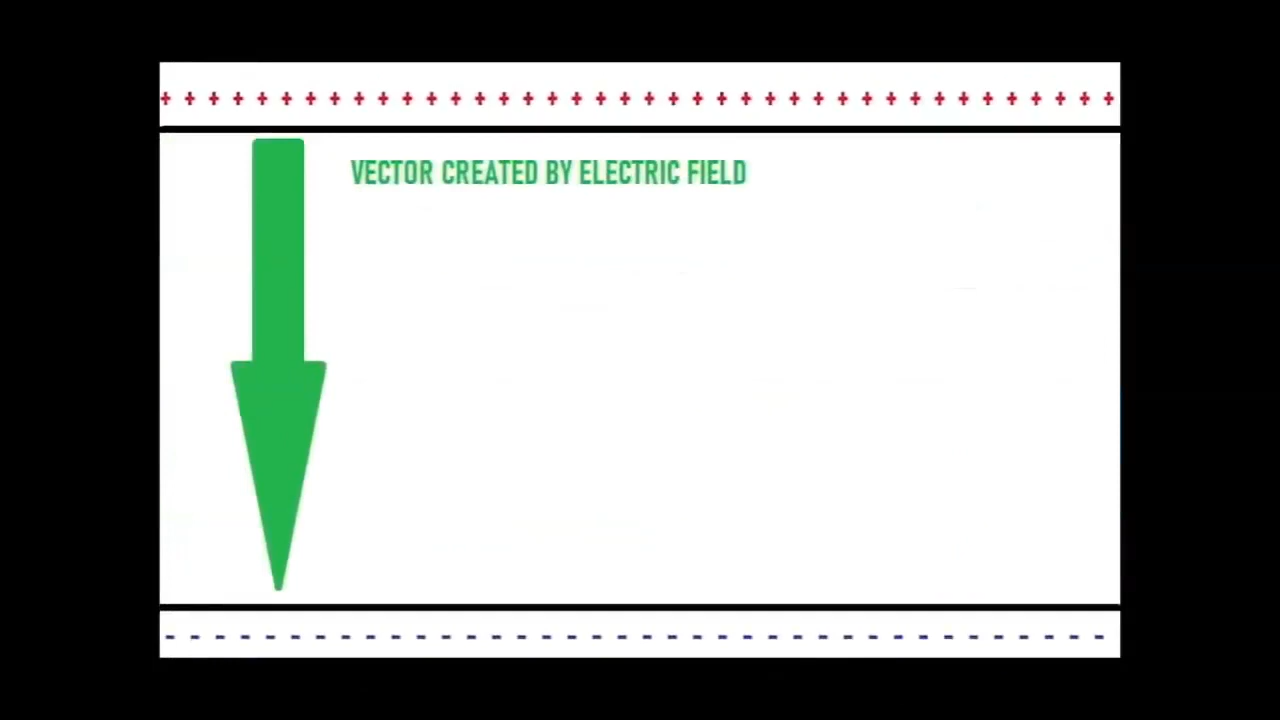 + + + + + + + + + + + + + + + + + + + + + + + + + + + + + + + + + + + + + + + +
VECTOR CREATED BY ELECTRIC FIELD
- - - - - - - - - - - - - - - - - - - - - - - - - - - - - - - - - - - - - -